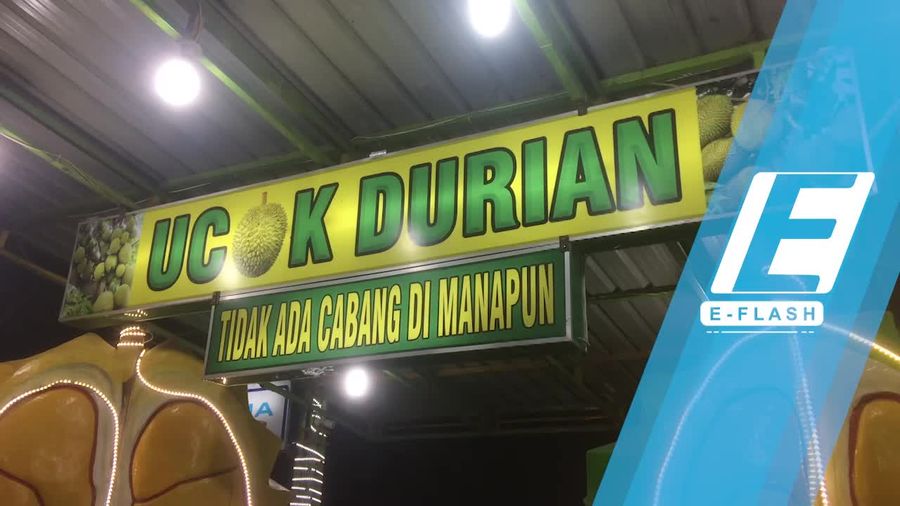 UCOK DURIAN
TIDAK ADA CABANG DI MANAPUN
E
E-FLASH